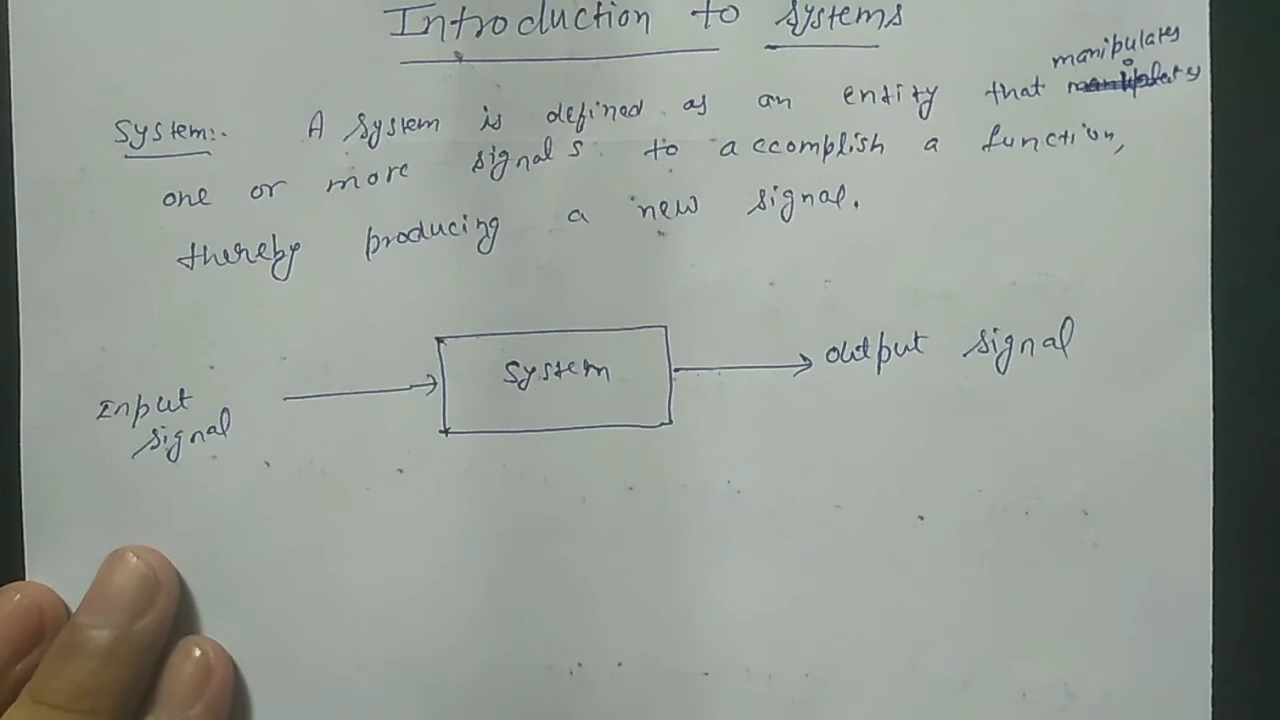 Introduction to systems
manipulates
System:- A system is defined as an entity that
one or more signals to accomplish a function,
thereby producing a new signal.
System
output signal
Input
signal